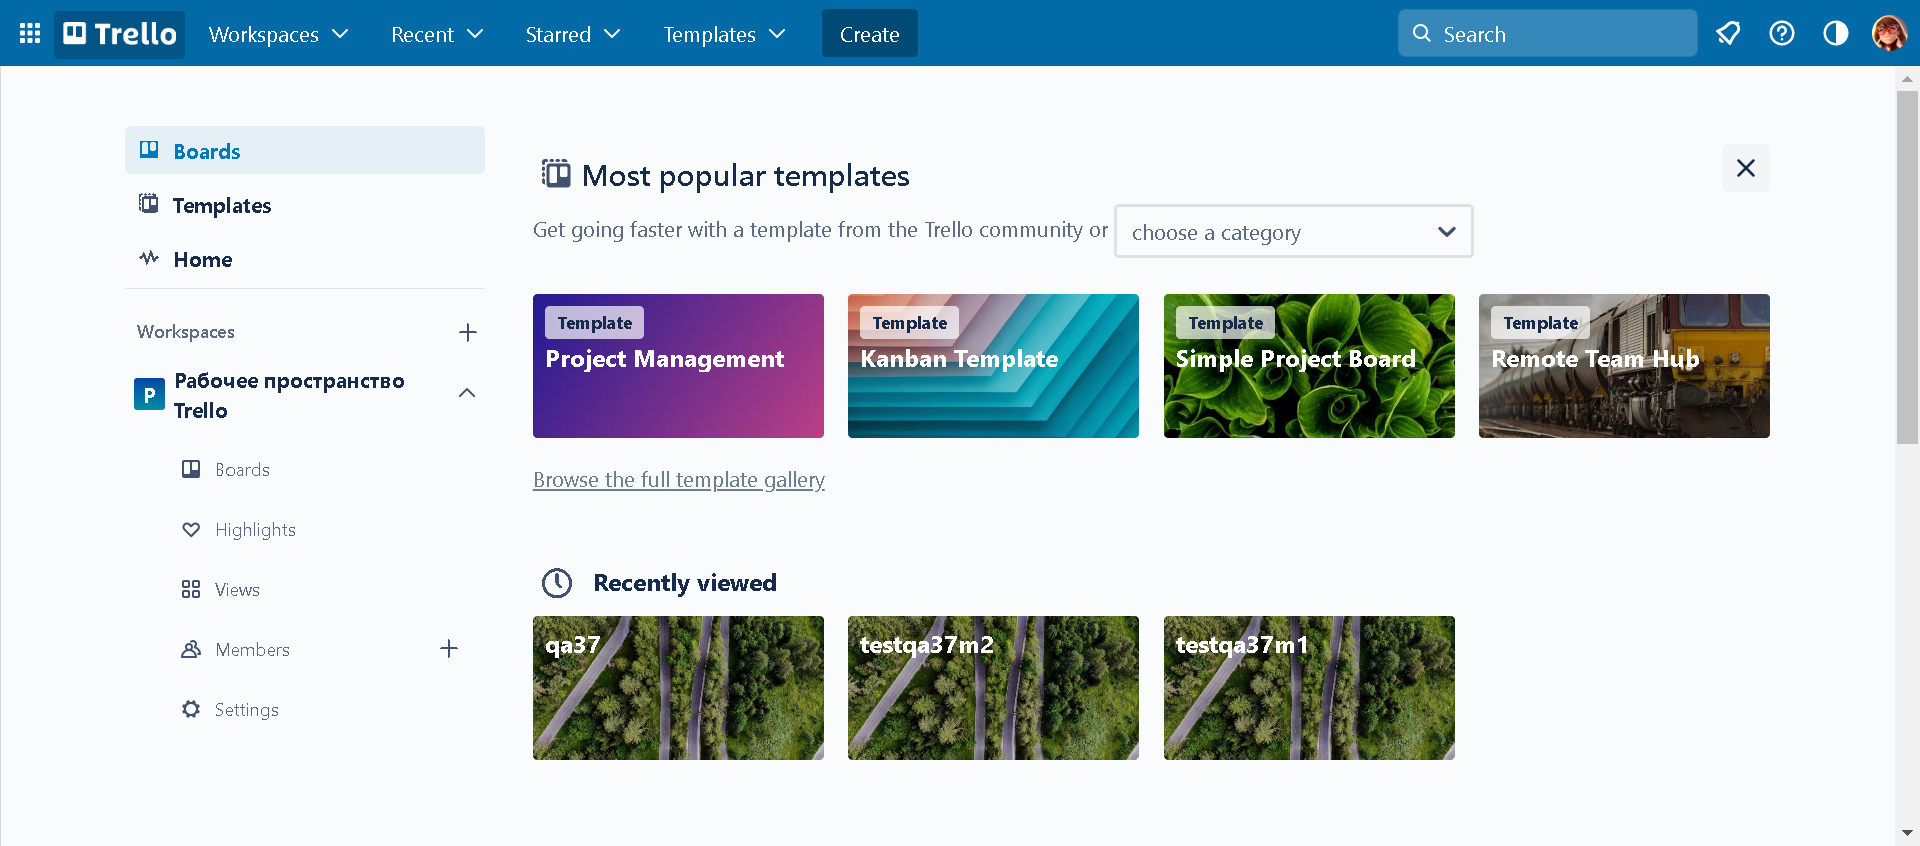 Trello Workspaces Recent Starred Templates Create Search
Boards
Templates
Home
Workspaces
P Рабочее пространство
Trello
Boards
Highlights
Views
Members
Settings
Most popular templates
Get going faster with a template from the Trello community or choose a category
Template
Project Management
Template
Kanban Template
Template
Simple Project Board
Template
Remote Team Hub
Browse the full template gallery
Recently viewed
qa37
testqa37m2
testqa37m1